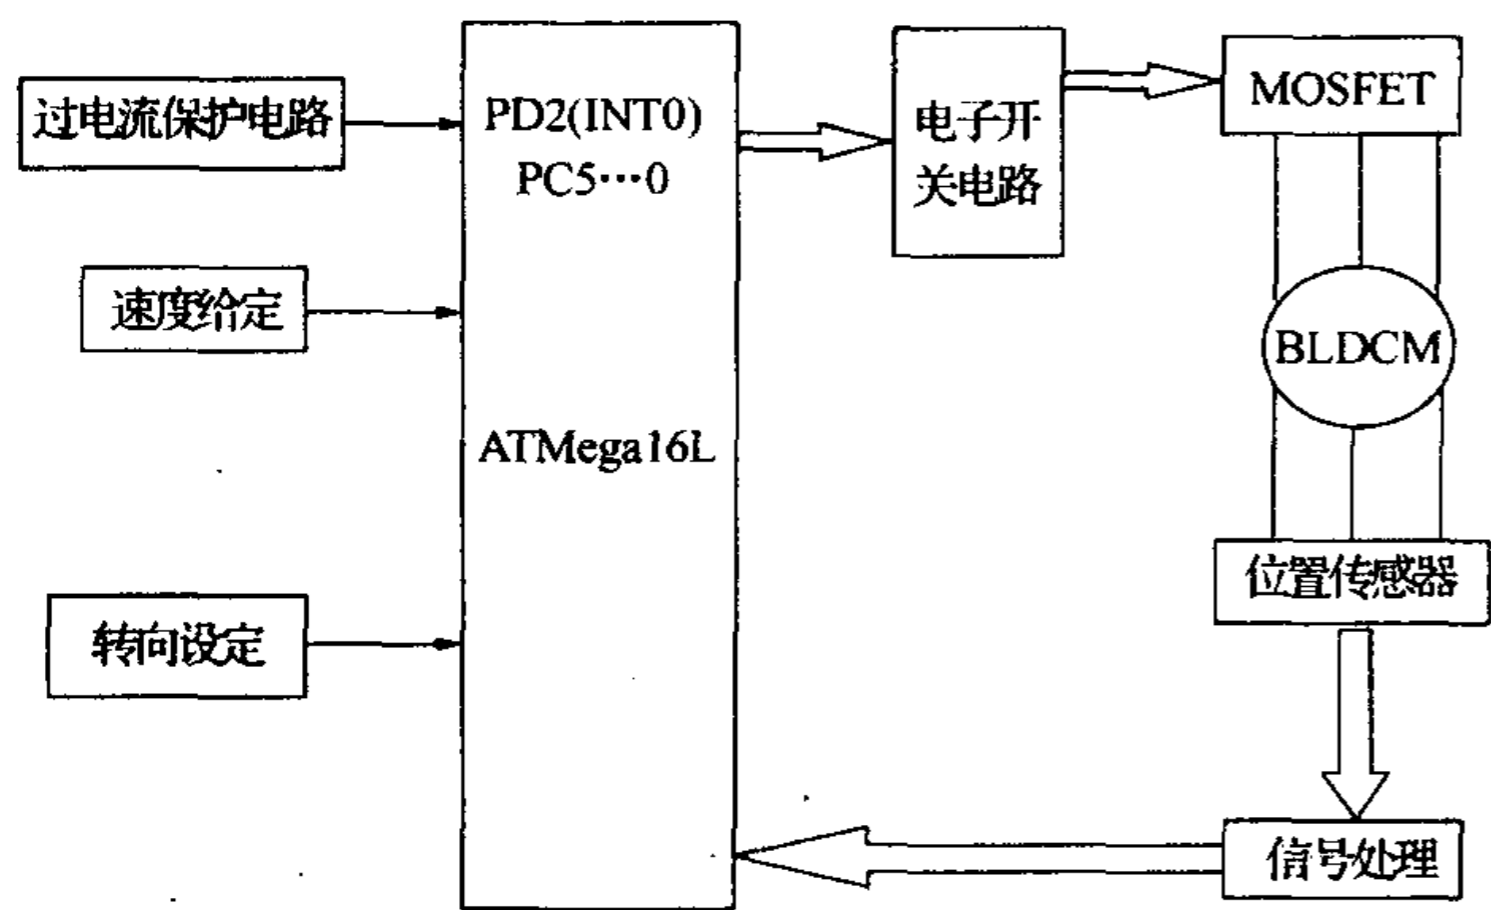 过电流保护电路
PD2(INT0)
PC5…0
电子开
关电路
MOSFET
速度给定
BLDCM
ATMega16L
位置传感器
转向设定
信号处理